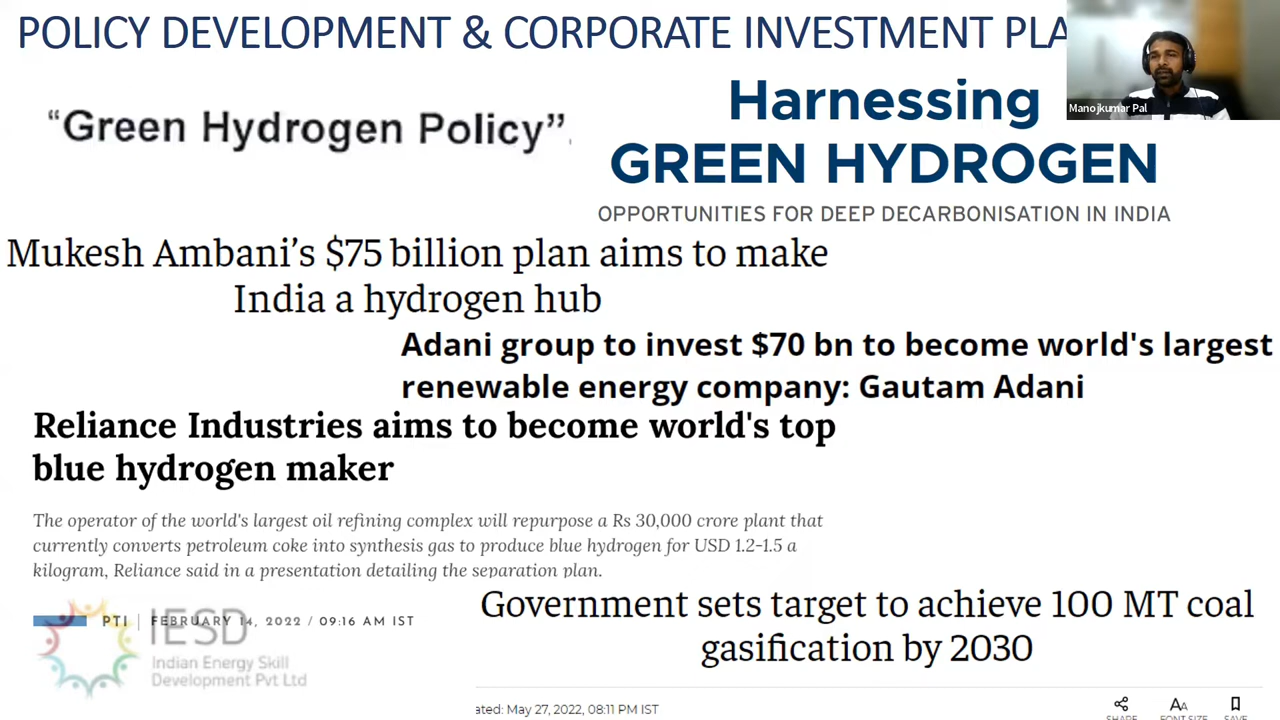 POLICY DEVELOPMENT & CORPORATE INVESTMENT PLA
Manojkumar Pal
“Green Hydrogen Policy”
Harnessing
GREEN HYDROGEN
OPPORTUNITIES FOR DEEP DECARBONISATION IN INDIA
Mukesh Ambani’s $75 billion plan aims to make
India a hydrogen hub
Adani group to invest $70 bn to become world's largest
renewable energy company: Gautam Adani
Reliance Industries aims to become world's top
blue hydrogen maker
The operator of the world's largest oil refining complex will repurpose a Rs 30,000 crore plant that
currently converts petroleum coke into synthesis gas to produce blue hydrogen for USD 1.2-1.5 a
kilogram, Reliance said in a presentation detailing the separation plan.
PTI | FEBRUARY 14, 2022 / 09:16 AM IST
IESD
Indian Energy Skill
Development Pvt Ltd
Government sets target to achieve 100 MT coal
gasification by 2030
ated: May 27, 2022, 08:11 PM IST
SHARE
FONT SIZE
SAVE